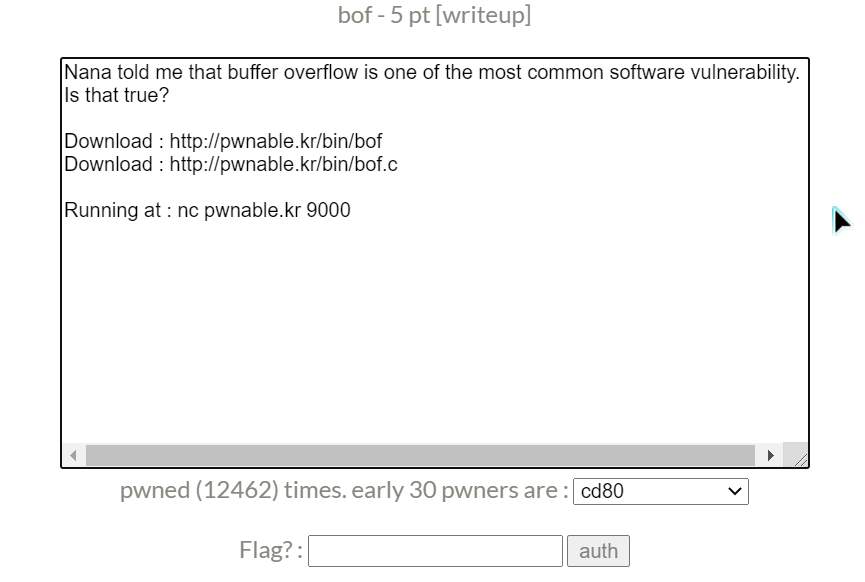 bof - 5 pt [writeup]
Nana told me that buffer overflow is one of the most common software vulnerability.
Is that true?
Download : http://pwnable.kr/bin/bof
Download : http://pwnable.kr/bin/bof.c
Running at : nc pwnable.kr 9000
pwned (12462) times. early 30 pwners are : cd80
Flag? : auth